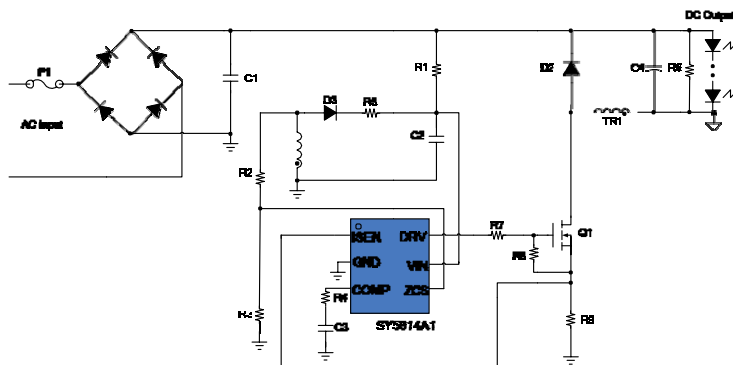 DC Output
F1
C1
R1
D2
C4
R6
AC Input
D3
R5
C2
TR1
R2
ISEN
DRV
R7
Q1
GND
VIN
R8
COMP
ZCS
R4
R3
C3
SY5814A1
R9